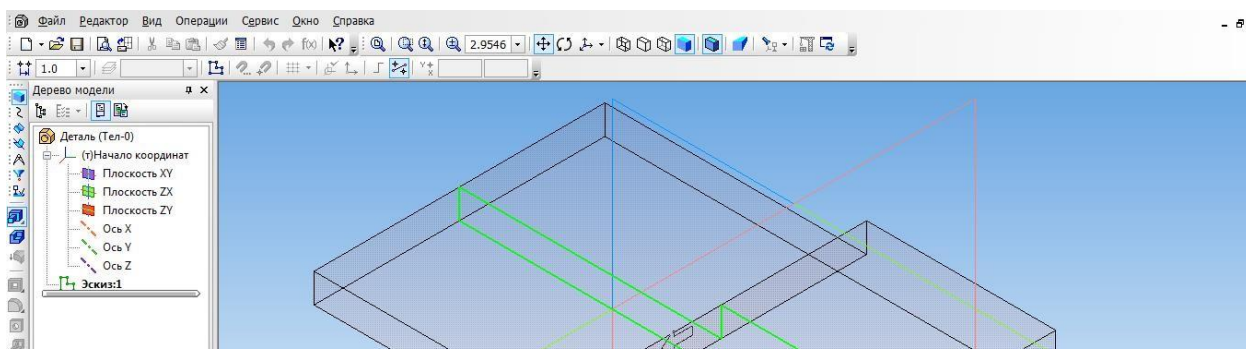 Файл Редактор Вид Операции Сервис Окно Справка
f(x) 2.9546
1.0
Дерево модели
Деталь (Тел-0)
(т)Начало координат
Плоскость XY
Плоскость ZX
Плоскость ZY
Ось X
Ось Y
Ось Z
Эскиз:1